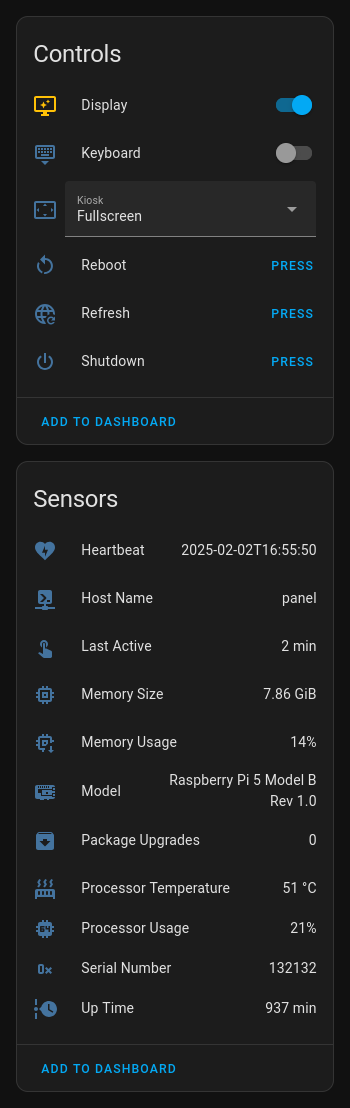 Controls
Display
Keyboard
Kiosk
Fullscreen
Reboot PRESS
Refresh PRESS
Shutdown PRESS
ADD TO DASHBOARD
Sensors
Heartbeat 2025-02-02T16:55:50
Host Name panel
Last Active 2 min
Memory Size 7.86 GiB
Memory Usage 14%
Model Raspberry Pi 5 Model B
Rev 1.0
Package Upgrades 0
Processor Temperature 51 °C
Processor Usage 21%
Serial Number 132132
Up Time 937 min
ADD TO DASHBOARD